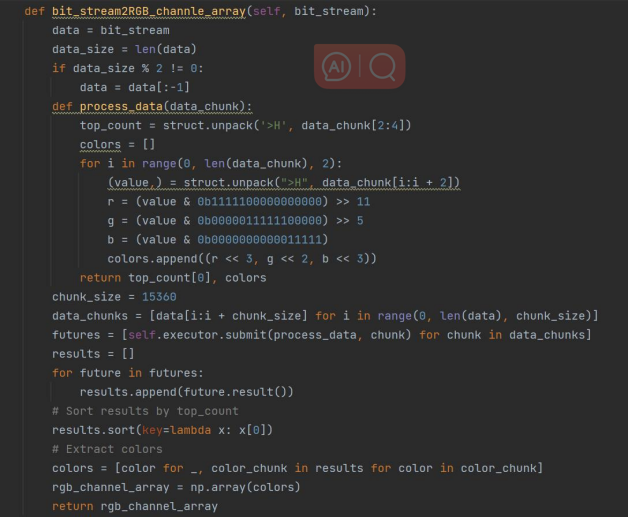 def bit_stream2RGB_channle_array(self, bit_stream):
    data = bit_stream
    data_size = len(data)
    if data_size % 2 != 0:
        data = data[:-1]
    def process_data(data_chunk):
        top_count = struct.unpack('>H', data_chunk[2:4])
        colors = []
        for i in range(0, len(data_chunk), 2):
            (value,) = struct.unpack(">H", data_chunk[i:i + 2])
            r = (value & 0b1111100000000000) >> 11
            g = (value & 0b0000011111100000) >> 5
            b = (value & 0b0000000000011111)
            colors.append((r << 3, g << 2, b << 3))
        return top_count[0], colors
    chunk_size = 15360
    data_chunks = [data[i:i + chunk_size] for i in range(0, len(data), chunk_size)]
    futures = [self.executor.submit(process_data, chunk) for chunk in data_chunks]
    results = []
    for future in futures:
        results.append(future.result())
    # Sort results by top_count
    results.sort(key=lambda x: x[0])
    # Extract colors
    colors = [color for _, color_chunk in results for color in color_chunk]
    rgb_channel_array = np.array(colors)
    return rgb_channel_array
AI